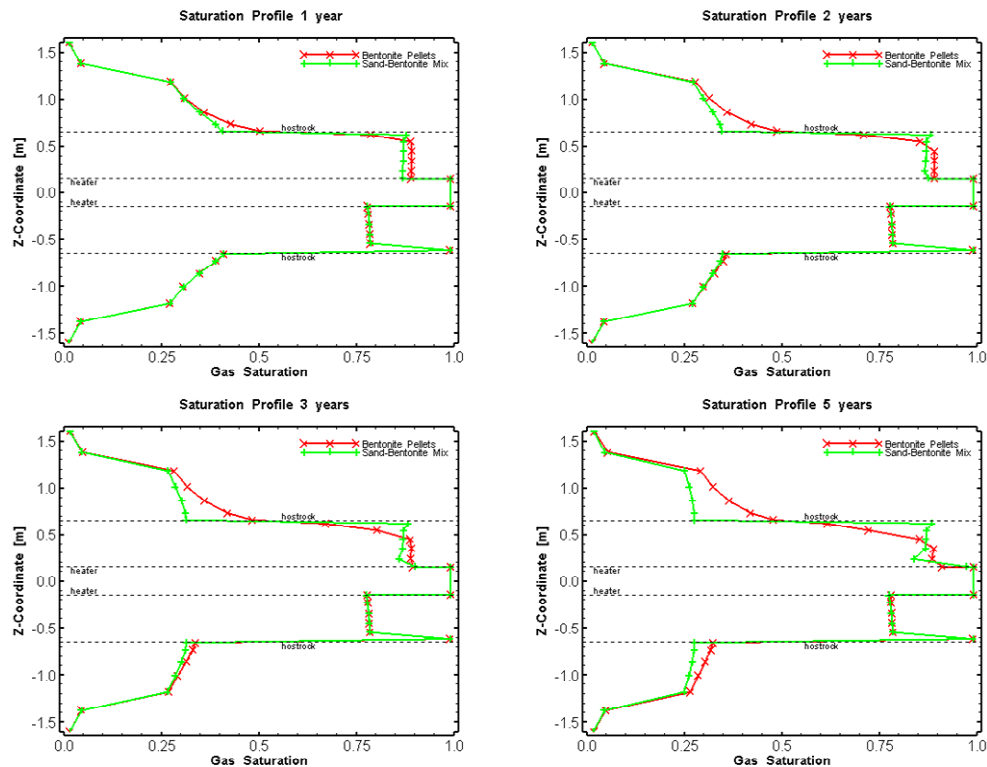 Saturation Profile 1 year
Z-Coordinate [m]
1.5
1.0
0.5
0.0
-0.5
-1.0
-1.5
Bentonite Pellets
Sand-Bentonite Mix
hostrock
heater
heater
hostrock
0.0 0.25 0.5 0.75 1.0
Gas Saturation
Saturation Profile 2 years
Z-Coordinate [m]
1.5
1.0
0.5
0.0
-0.5
-1.0
-1.5
Bentonite Pellets
Sand-Bentonite Mix
hostrock
heater
heater
hostrock
0.0 0.25 0.5 0.75 1.0
Gas Saturation
Saturation Profile 3 years
Z-Coordinate [m]
1.5
1.0
0.5
0.0
-0.5
-1.0
-1.5
Bentonite Pellets
Sand-Bentonite Mix
hostrock
heater
heater
hostrock
0.0 0.25 0.5 0.75 1.0
Gas Saturation
Saturation Profile 5 years
Z-Coordinate [m]
1.5
1.0
0.5
0.0
-0.5
-1.0
-1.5
Bentonite Pellets
Sand-Bentonite Mix
hostrock
heater
heater
hostrock
0.0 0.25 0.5 0.75 1.0
Gas Saturation